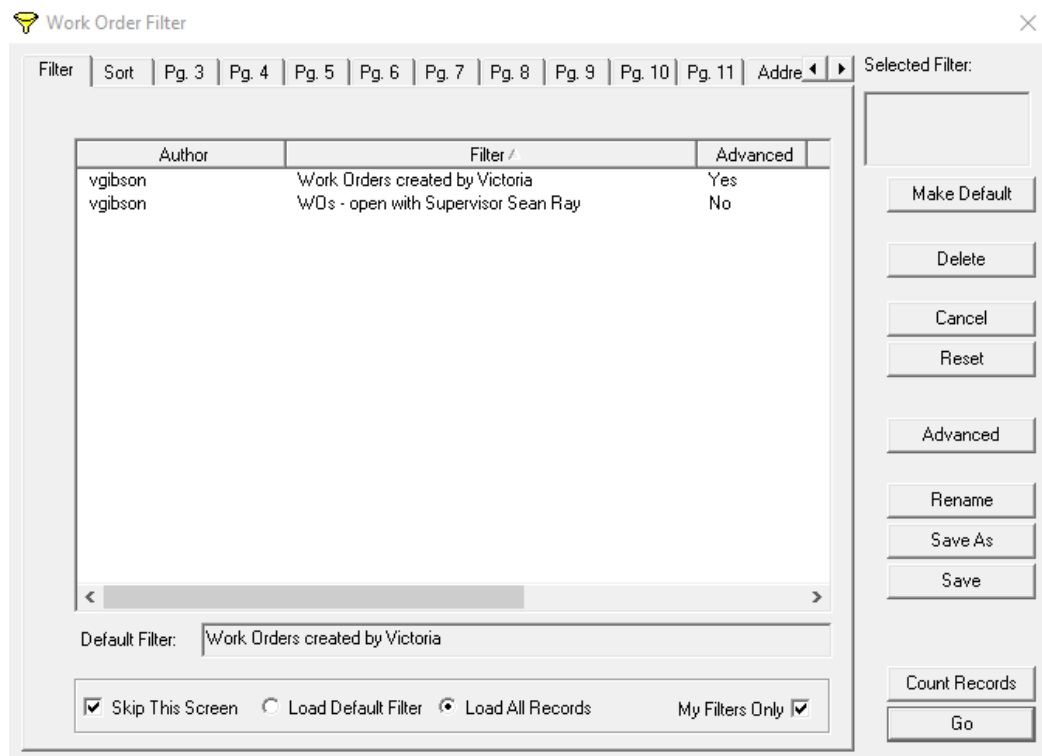 Work Order Filter
Filter Sort Pg. 3 Pg. 4 Pg. 5 Pg. 6 Pg. 7 Pg. 8 Pg. 9 Pg. 10 Pg. 11 Addre
Selected Filter:
Author Filter Advanced
vgibson Work Orders created by Victoria Yes
vgibson WOs - open with Supervisor Sean Ray No
Default Filter: Work Orders created by Victoria
Skip This Screen Load Default Filter Load All Records My Filters Only
Make Default
Delete
Cancel
Reset
Advanced
Rename
Save As
Save
Count Records
Go